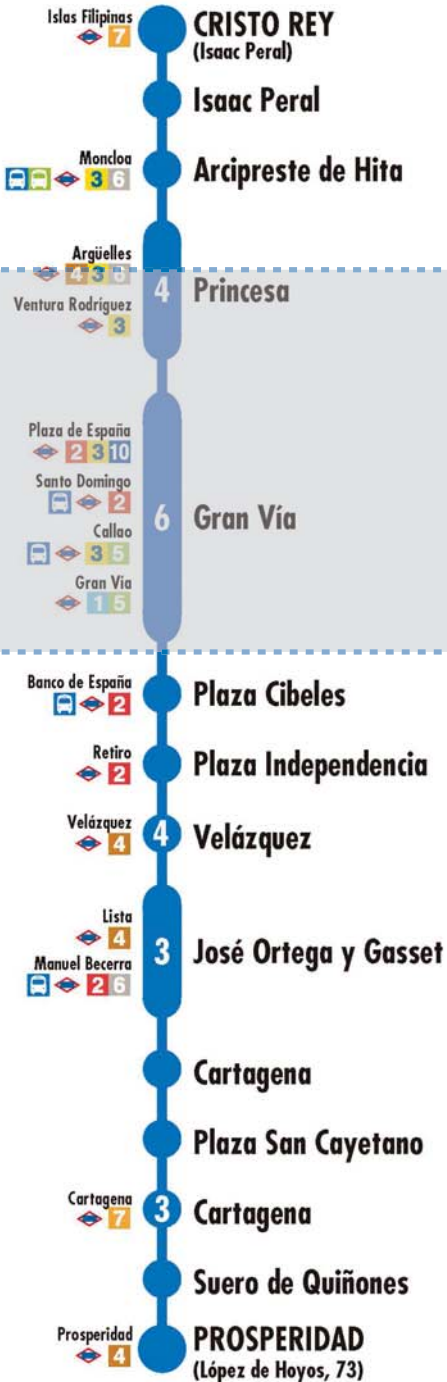 Islas Filipinas
7
CRISTO REY
(Isaac Peral)
Isaac Peral
Moncloa
3 6
Arcipreste de Hita
Argüelles
4 3 6
4
Princesa
Ventura Rodríguez
3
Plaza de España
2 3 10
Santo Domingo
2
6
Gran Vía
Callao
3 5
Gran Via
1 5
Banco de España
2
Plaza Cibeles
Retiro
2
Plaza Independencia
Velázquez
4
4
Velázquez
Lista
4
3
José Ortega y Gasset
Manuel Becerra
2 6
Cartagena
Plaza San Cayetano
Cartagena
7
3
Cartagena
Suero de Quiñones
Prosperidad
4
PROSPERIDAD
(López de Hoyos, 73)